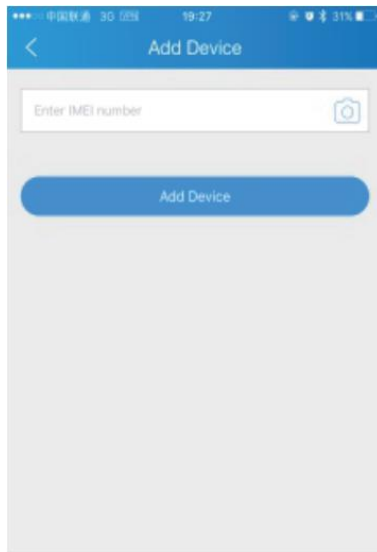 中国联通 3G 19:27 31%
Add Device
Enter IMEI number
Add Device